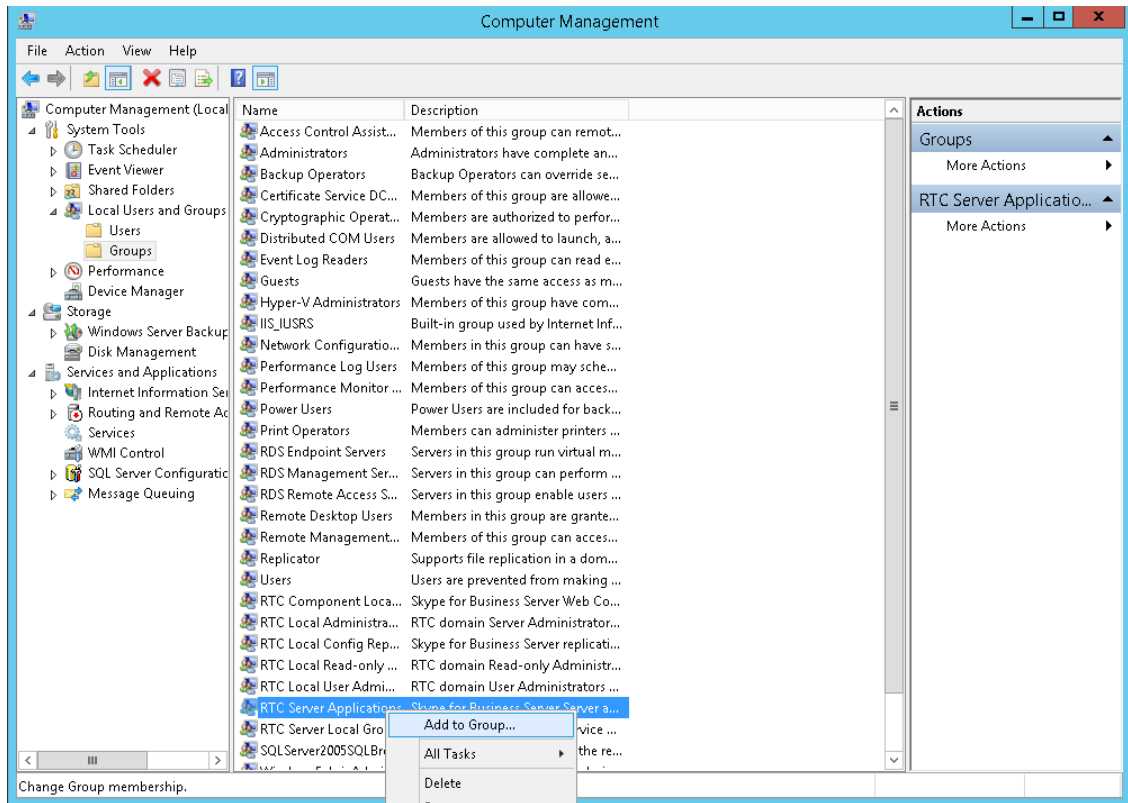 Computer Management
File Action View Help
Computer Management (Local
System Tools
Task Scheduler
Event Viewer
Shared Folders
Local Users and Groups
Users
Groups
Performance
Device Manager
Storage
Windows Server Backup
Disk Management
Services and Applications
Internet Information Ser
Routing and Remote Ac
Services
WMI Control
SQL Server Configuratic
Message Queuing
Name Description
Access Control Assist... Members of this group can remot...
Administrators Administrators have complete an...
Backup Operators Backup Operators can override se...
Certificate Service DC... Members of this group are allowe...
Cryptographic Operat... Members are authorized to perfor...
Distributed COM Users Members are allowed to launch, a...
Event Log Readers Members of this group can read e...
Guests Guests have the same access as m...
Hyper-V Administrators Members of this group have com...
IIS_IUSRS Built-in group used by Internet Inf...
Network Configuratio... Members in this group can have s...
Performance Log Users Members of this group may sche...
Performance Monitor ... Members of this group can acces...
Power Users Power Users are included for back...
Print Operators Members can administer printers ...
RDS Endpoint Servers Servers in this group run virtual m...
RDS Management Ser... Servers in this group can perform ...
RDS Remote Access S... Servers in this group enable users ...
Remote Desktop Users Members in this group are grante...
Remote Management... Members of this group can acces...
Replicator Supports file replication in a dom...
Users Users are prevented from making ...
RTC Component Loca... Skype for Business Server Web Co...
RTC Local Administra... RTC domain Server Administrator...
RTC Local Config Rep... Skype for Business Server replicati...
RTC Local Read-only ... RTC domain Read-only Administr...
RTC Local User Admi... RTC domain User Administrators ...
RTC Server Applications Skype for Business Server Server a...
RTC Server Local Gro rvice ...
SQLServer2005SQLBr the re...
Add to Group...
All Tasks
Delete
Actions
Groups
More Actions
RTC Server Applicatio...
More Actions
Change Group membership.